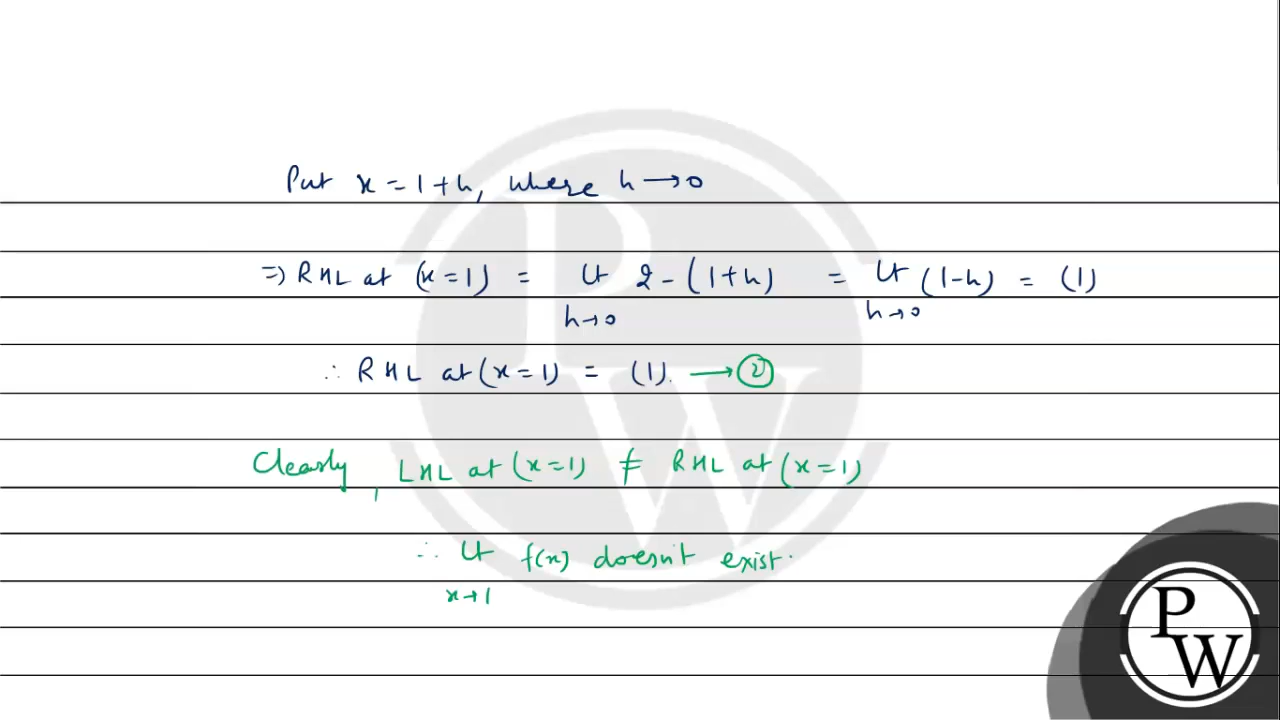 Put x = 1 + h, where h → 0
⇒ RHL at (x = 1) = Lt 2 - (1 + h) = Lt (1 - h) = (1)
h → 0 h → 0
∴ RHL at (x = 1) = (1). → ②
Clearly, LHL at (x = 1) ≠ RHL at (x = 1)
∴ Lt f(x) doesn't exist.
x → 1
P
W
P
W